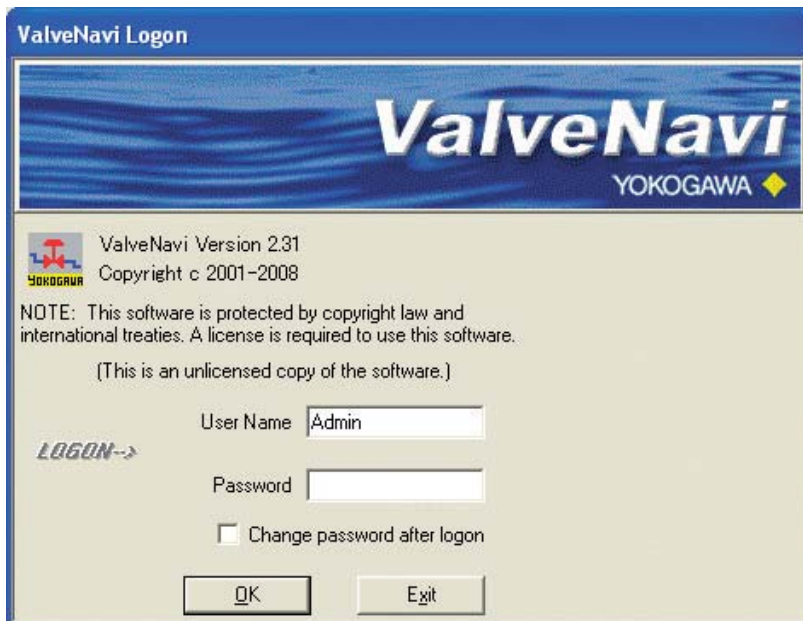 ValveNavi Logon
ValveNavi
YOKOGAWA
ValveNavi Version 2.31
YOKOGAWA
Copyright c 2001-2008
NOTE: This software is protected by copyright law and
international treaties. A license is required to use this software.
(This is an unlicensed copy of the software.)
User Name Admin
LOGON-->
Password
Change password after logon
OK Exit